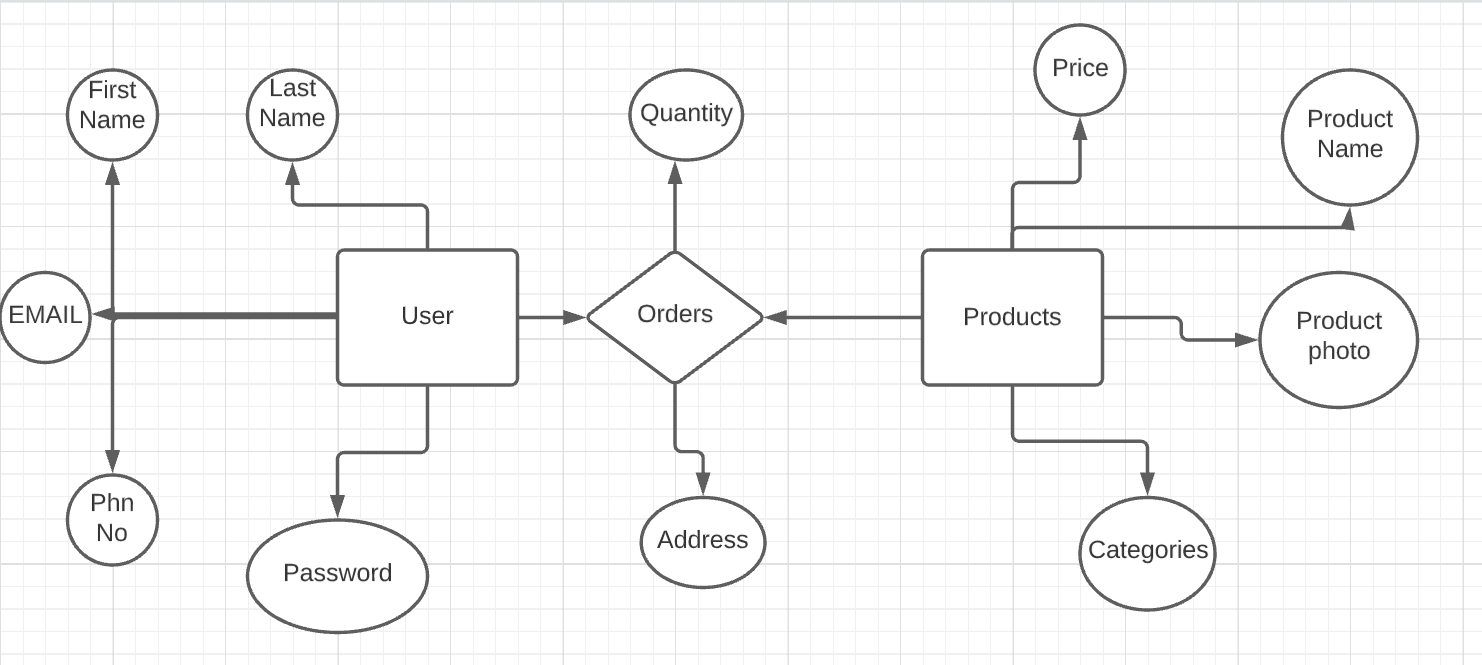 First
Name
Last
Name
Quantity
Price
Product
Name
EMAIL
User
Orders
Products
Product
photo
Phn
No
Password
Address
Categories